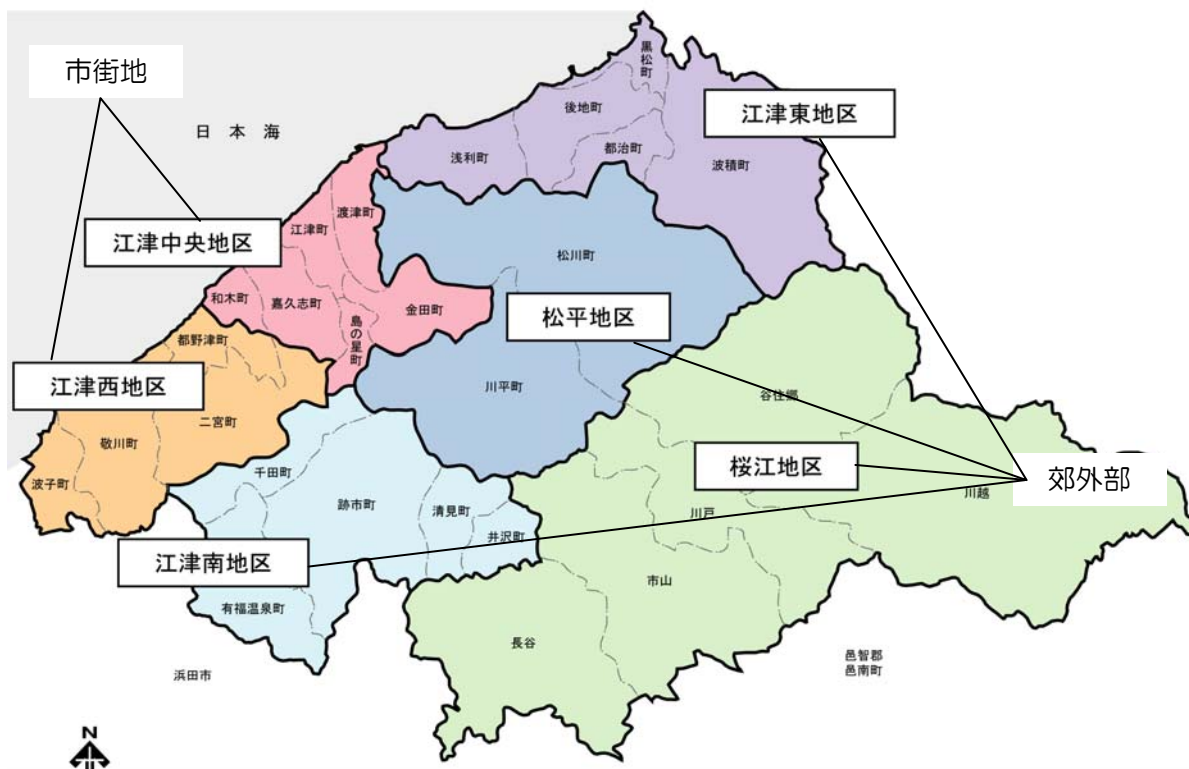 市街地
日本海
黒松町
後地町
江津東地区
浅利町
都治町
波積町
渡津町
江津町
江津中央地区
松川町
和木町
嘉久志町
金田町
島の星町
松平地区
都野津町
江津西地区
川平町
谷住郷
二宮町
敬川町
波子町
千田町
桜江地区
郊外部
川越
跡市町
清見町
川戸
井沢町
江津南地区
市山
有福温泉町
長谷
浜田市
邑智郡
邑南町
N